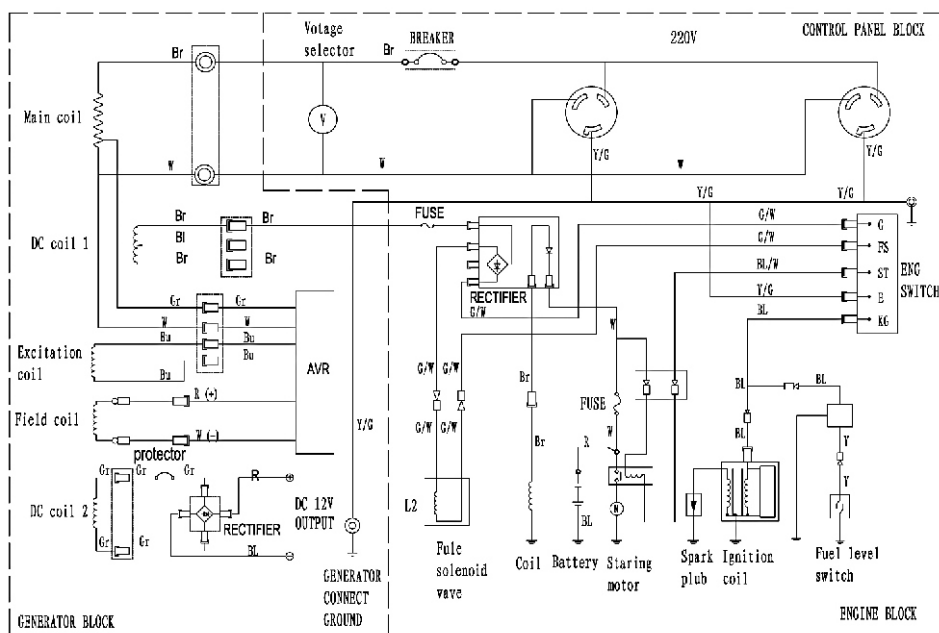 Votage
selector
Br
BREAKER
220V
CONTROL PANEL BLOCK
Br
Main coil
V
Y/G
Y/G
W
W
W
Y/G
Y/G
Br
Br
FUSE
G/W
G
DC coil 1
Bl
G/W
FS
Br
BL/W
ST
ENG
SWITCH
RECTIFIER
Y/G
E
G/W
BL
KG
Gr
Gr
W
W
Bu
Bu
Excitation
coil
Bu
Bu
AVR
W
G/W
G/W
Br
BL
BL
R (+)
Field coil
FUSE
G/W
G/W
BL
W (-)
Y/G
Br
W
Y
protector
R
Gr
Gr
Gr
R
Y
DC coil 2
DC 12V
OUTPUT
L2
M
RECTIFIER
Gr
Gr
BL
BL
Fule
solenoid
wave
Coil
Battery
Staring
motor
Spark
plub
Ignition
coil
Fuel level
switch
GENERATOR
CONNECT
GROUND
GENERATOR BLOCK
ENGINE BLOCK